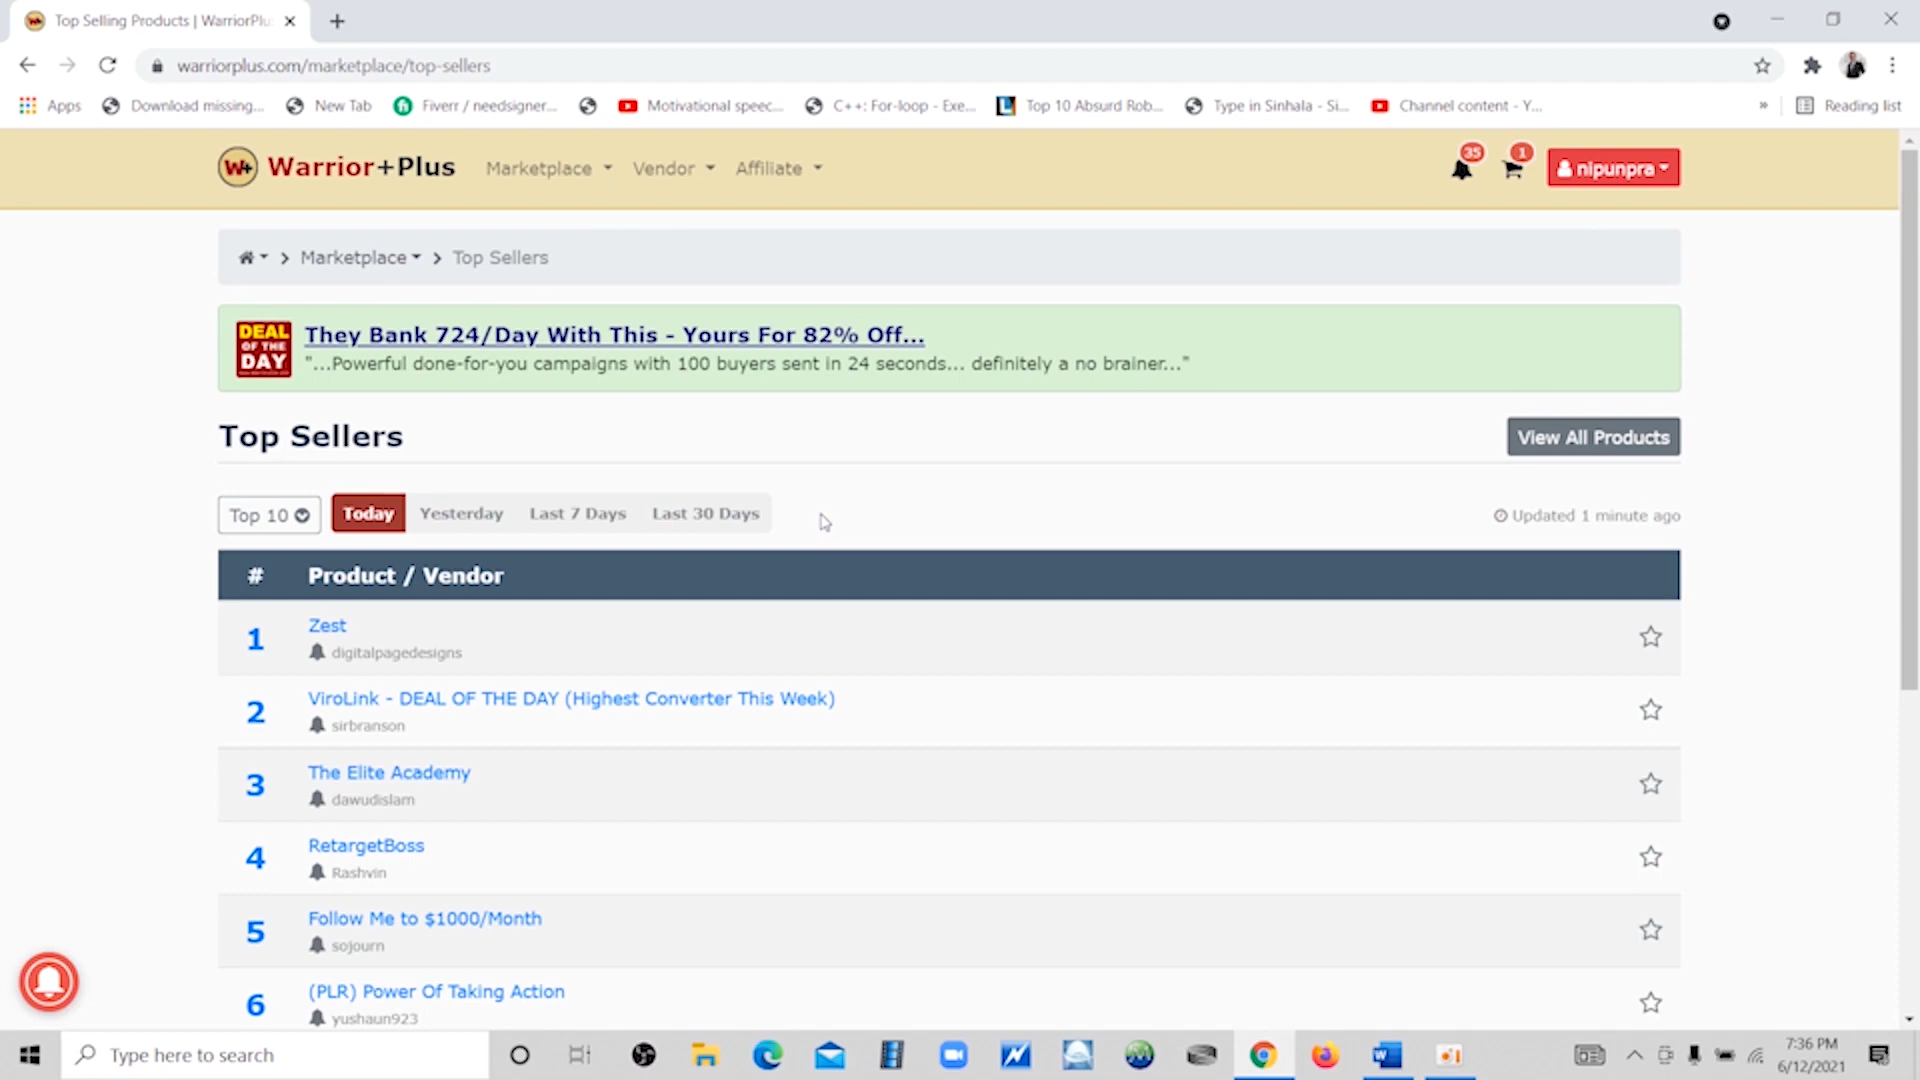 Top Selling Products | WarriorPlu
warriorplus.com/marketplace/top-sellers
Apps Download missing... New Tab Fiverr / needsigner... Motivational speec... C++: For-loop - Exe... Top 10 Absurd Rob... Type in Sinhala - Si... Channel content - Y... » Reading list
W+ Warrior+Plus Marketplace Vendor Affiliate 35 1 nipunpra
Marketplace > Top Sellers
DEAL OF THE DAY
They Bank 724/Day With This - Yours For 82% Off...
"...Powerful done-for-you campaigns with 100 buyers sent in 24 seconds... definitely a no brainer..."
Top Sellers View All Products
Top 10 Today Yesterday Last 7 Days Last 30 Days Updated 1 minute ago
# Product / Vendor
1 Zest
digitalpagedesigns
2 ViroLink - DEAL OF THE DAY (Highest Converter This Week)
sirbranson
3 The Elite Academy
dawudislam
4 RetargetBoss
Rashvin
5 Follow Me to $1000/Month
sojourn
6 (PLR) Power Of Taking Action
yushaun923
Type here to search
7:36 PM
6/12/2021